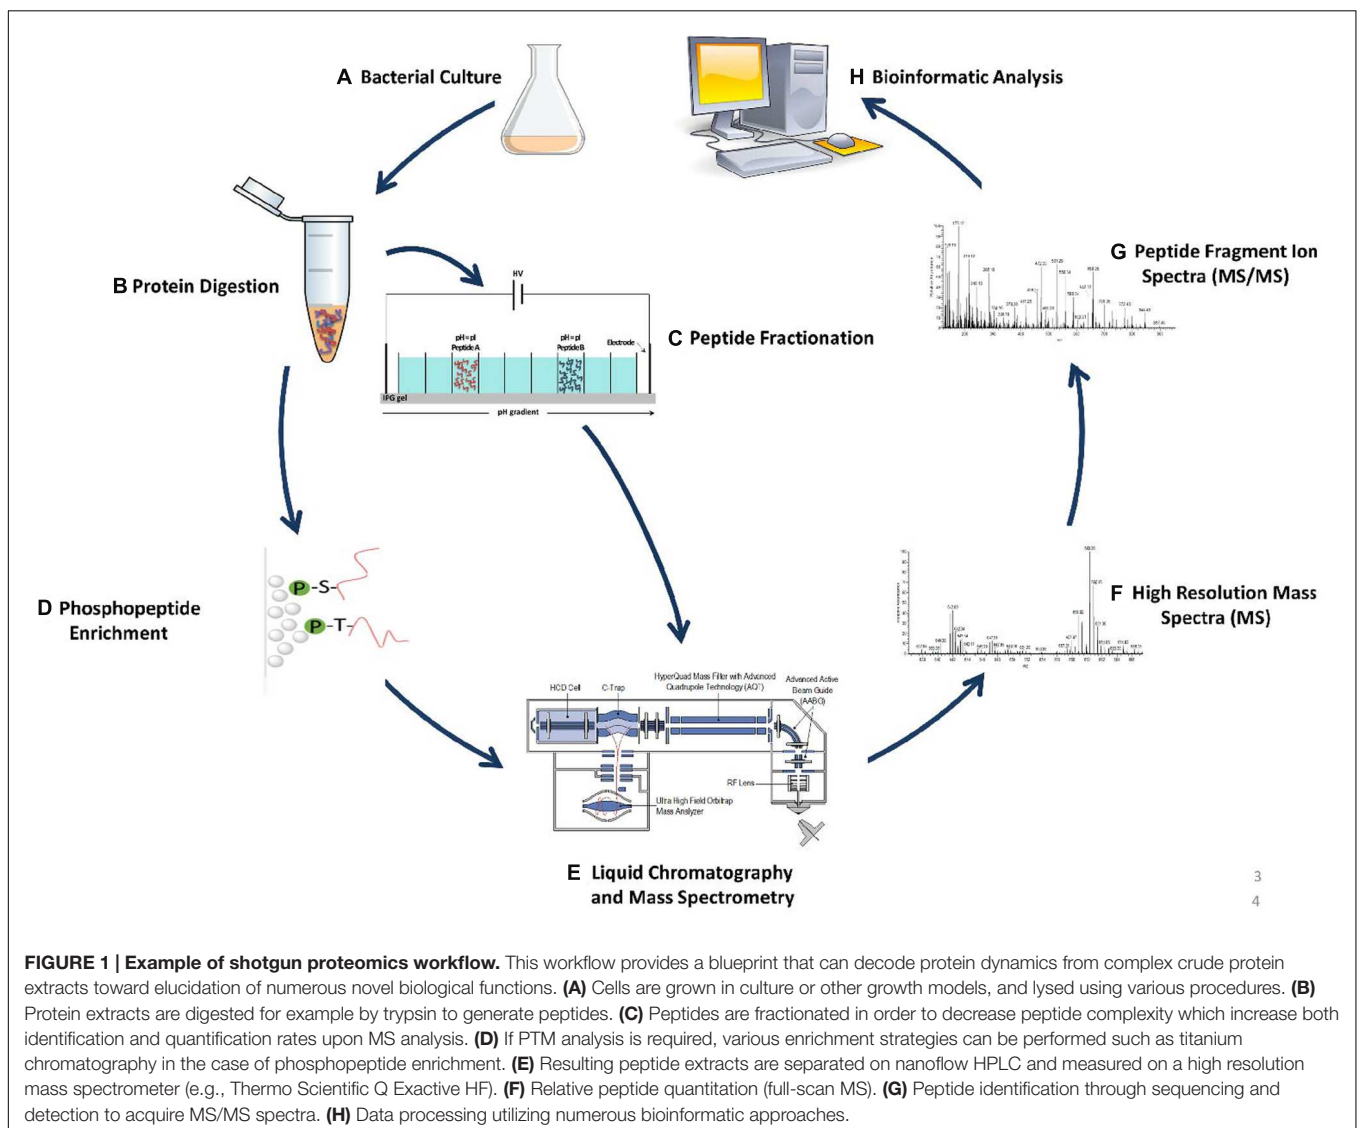 A Bacterial Culture
H Bioinformatic Analysis
B Protein Digestion
HV
pH = pI
Peptide A
pH = pI
Peptide B
Electrode
IPG gel
pH gradient
C Peptide Fractionation
G Peptide Fragment Ion
Spectra (MS/MS)
D Phosphopeptide
Enrichment
P-S-
P-T-
F High Resolution Mass
Spectra (MS)
HCD Cell
C-Trap
HyperQuad Mass Filter with Advanced
Quadrupole Technology (AQT)
Advanced Active
Beam Guide
(AABG)
RF Lens
Ultra High Field Orbitrap
Mass Analyzer
E Liquid Chromatography
and Mass Spectrometry
3
4
FIGURE 1 | Example of shotgun proteomics workflow. This workflow provides a blueprint that can decode protein dynamics from complex crude protein
extracts toward elucidation of numerous novel biological functions. (A) Cells are grown in culture or other growth models, and lysed using various procedures. (B)
Protein extracts are digested for example by trypsin to generate peptides. (C) Peptides are fractionated in order to decrease peptide complexity which increase both
identification and quantification rates upon MS analysis. (D) If PTM analysis is required, various enrichment strategies can be performed such as titanium
chromatography in the case of phosphopeptide enrichment. (E) Resulting peptide extracts are separated on nanoflow HPLC and measured on a high resolution
mass spectrometer (e.g., Thermo Scientific Q Exactive HF). (F) Relative peptide quantitation (full-scan MS). (G) Peptide identification through sequencing and
detection to acquire MS/MS spectra. (H) Data processing utilizing numerous bioinformatic approaches.